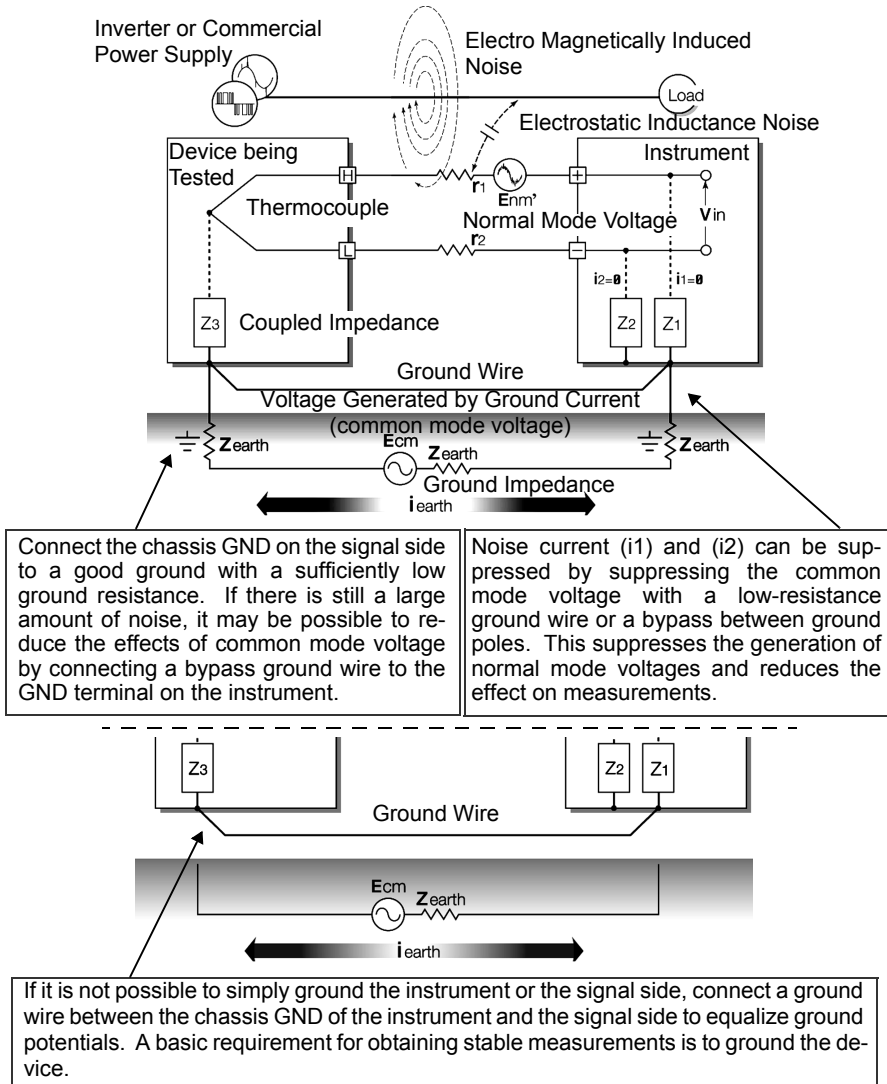 Inverter or Commercial
Power Supply
Electro Magnetically Induced
Noise
Load
Electrostatic Inductance Noise
Device being
Tested
Instrument
H
r1
Enm'
+
Thermocouple
Normal Mode Voltage
Vin
L
r2
−
i2=0
i1=0
Z3
Coupled Impedance
Z2
Z1
Ground Wire
Voltage Generated by Ground Current
(common mode voltage)
Zearth
Ecm
Zearth
Zearth
Ground Impedance
iearth
Connect the chassis GND on the signal side
to a good ground with a sufficiently low
ground resistance. If there is still a large
amount of noise, it may be possible to re-
duce the effects of common mode voltage
by connecting a bypass ground wire to the
GND terminal on the instrument.
Noise current (i1) and (i2) can be sup-
pressed by suppressing the common
mode voltage with a low-resistance
ground wire or a bypass between ground
poles. This suppresses the generation of
normal mode voltages and reduces the
effect on measurements.
Z3
Z2
Z1
Ground Wire
Ecm
Zearth
iearth
If it is not possible to simply ground the instrument or the signal side, connect a ground
wire between the chassis GND of the instrument and the signal side to equalize ground
potentials. A basic requirement for obtaining stable measurements is to ground the de-
vice.